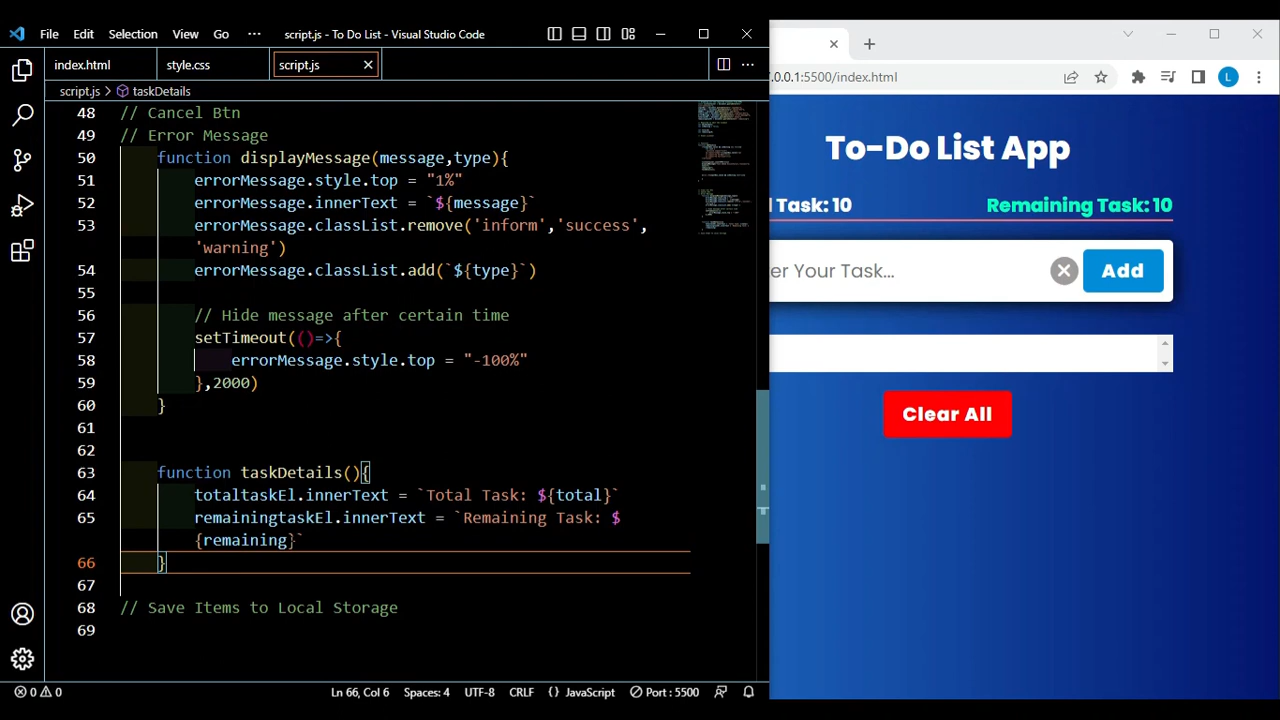 File Edit Selection View Go ··· script.js - To Do List - Visual Studio Code
index.html style.css script.js
script.js > taskDetails
48 // Cancel Btn
49 // Error Message
50 function displayMessage(message,type){
51 errorMessage.style.top = "1%"
52 errorMessage.innerText = `${message}`
53 errorMessage.classList.remove('inform','success',
'warning')
54 errorMessage.classList.add(`${type}`)
55
56 // Hide message after certain time
57 setTimeout(()=>{
58 errorMessage.style.top = "-100%"
59 },2000)
60 }
61
62
63 function taskDetails(){
64 totaltaskEl.innerText = `Total Task: ${total}`
65 remainingtaskEl.innerText = `Remaining Task: $
{remaining}`
66 }
67
68 // Save Items to Local Storage
69
0 0 Ln 66, Col 6 Spaces: 4 UTF-8 CRLF {} JavaScript Port : 5500
.0.0.1:5500/index.html L
To-Do List App
l Task: 10 Remaining Task: 10
er Your Task... Add
Clear All